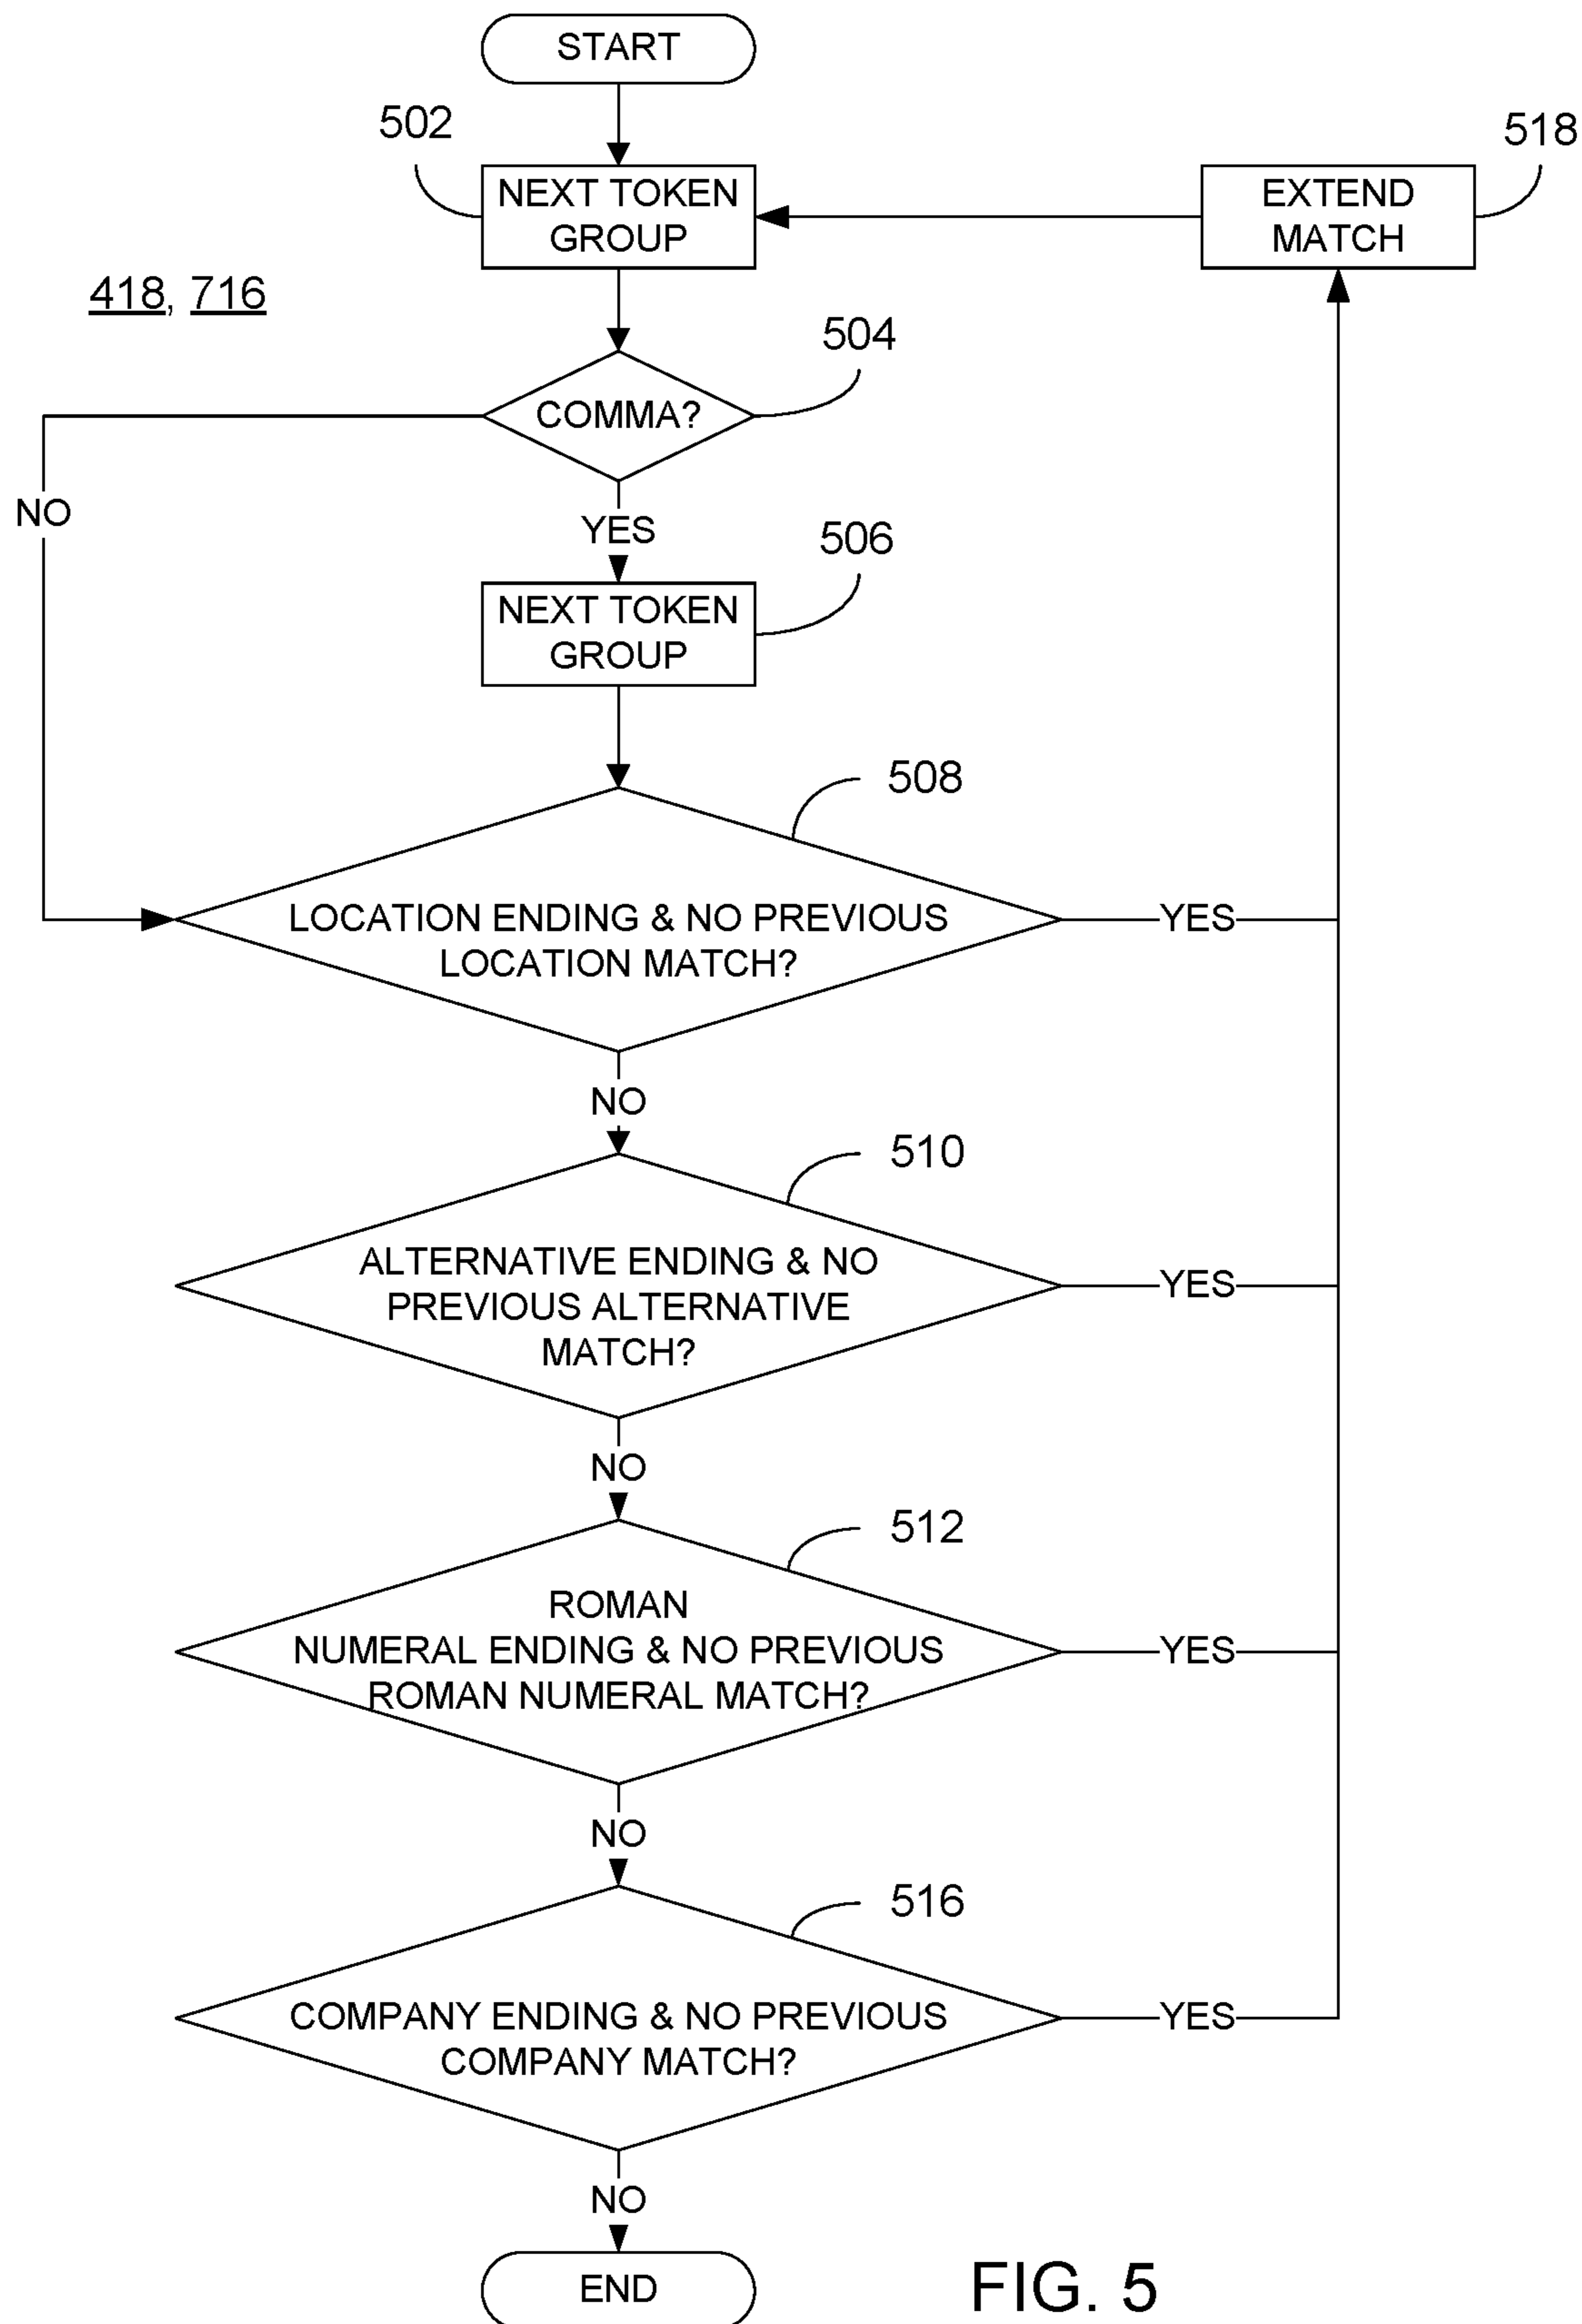 START
502
518
NEXT TOKEN
GROUP
EXTEND
MATCH
418, 716
504
COMMA?
NO
YES
506
NEXT TOKEN
GROUP
508
LOCATION ENDING & NO PREVIOUS
LOCATION MATCH?
YES
NO
510
ALTERNATIVE ENDING & NO
PREVIOUS ALTERNATIVE
MATCH?
YES
NO
512
ROMAN
NUMERAL ENDING & NO PREVIOUS
ROMAN NUMERAL MATCH?
YES
NO
516
COMPANY ENDING & NO PREVIOUS
COMPANY MATCH?
YES
NO
END
FIG. 5